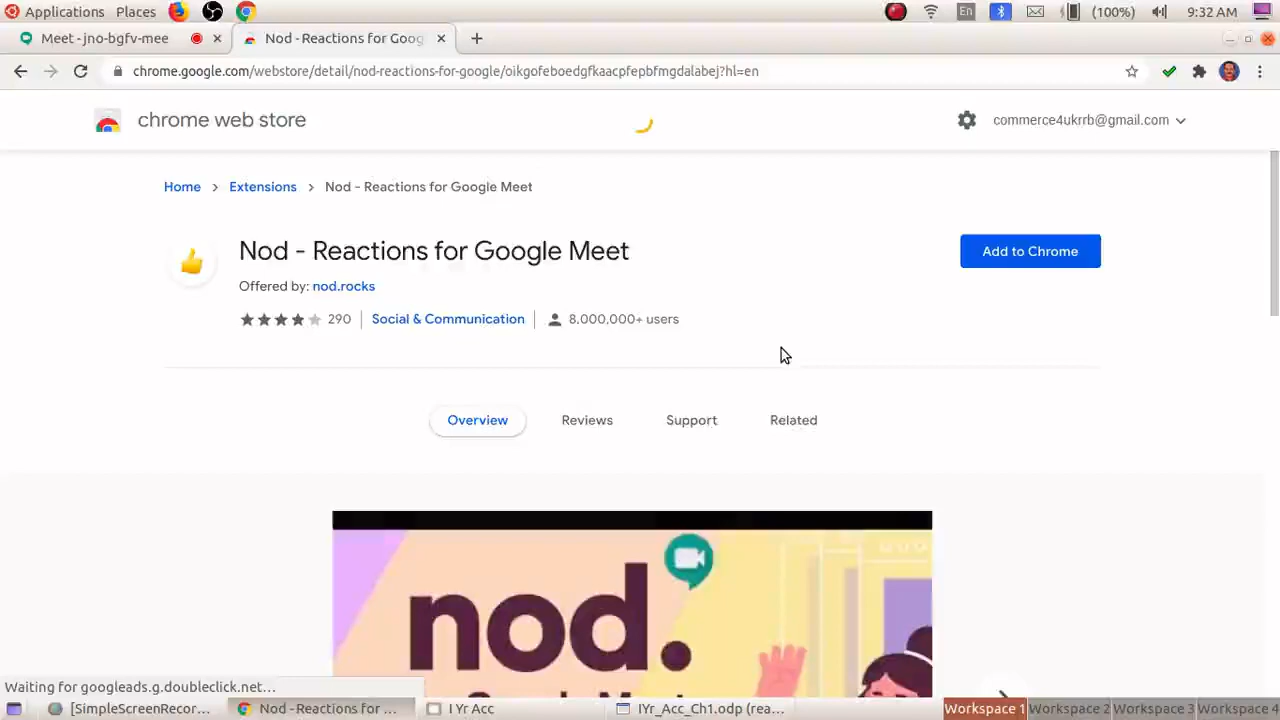 Applications Places En (100%) 9:32 AM
Meet - jno-bgfv-mee Nod - Reactions for Goog
chrome.google.com/webstore/detail/nod-reactions-for-google/oikgofeboedgfkaacpfepbfmgdalabej?hl=en
chrome web store commerce4ukrrb@gmail.com
Home > Extensions > Nod - Reactions for Google Meet
Nod - Reactions for Google Meet Add to Chrome
Offered by: nod.rocks
290 Social & Communication 8,000,000+ users
Overview Reviews Support Related
nod.
Google Meet
Waiting for googleads.g.doubleclick.net...
[SimpleScreenRecor... Nod - Reactions for ... I Yr Acc IYr_Acc_Ch1.odp (rea... Workspace 1 Workspace 2 Workspace 3 Workspace 4